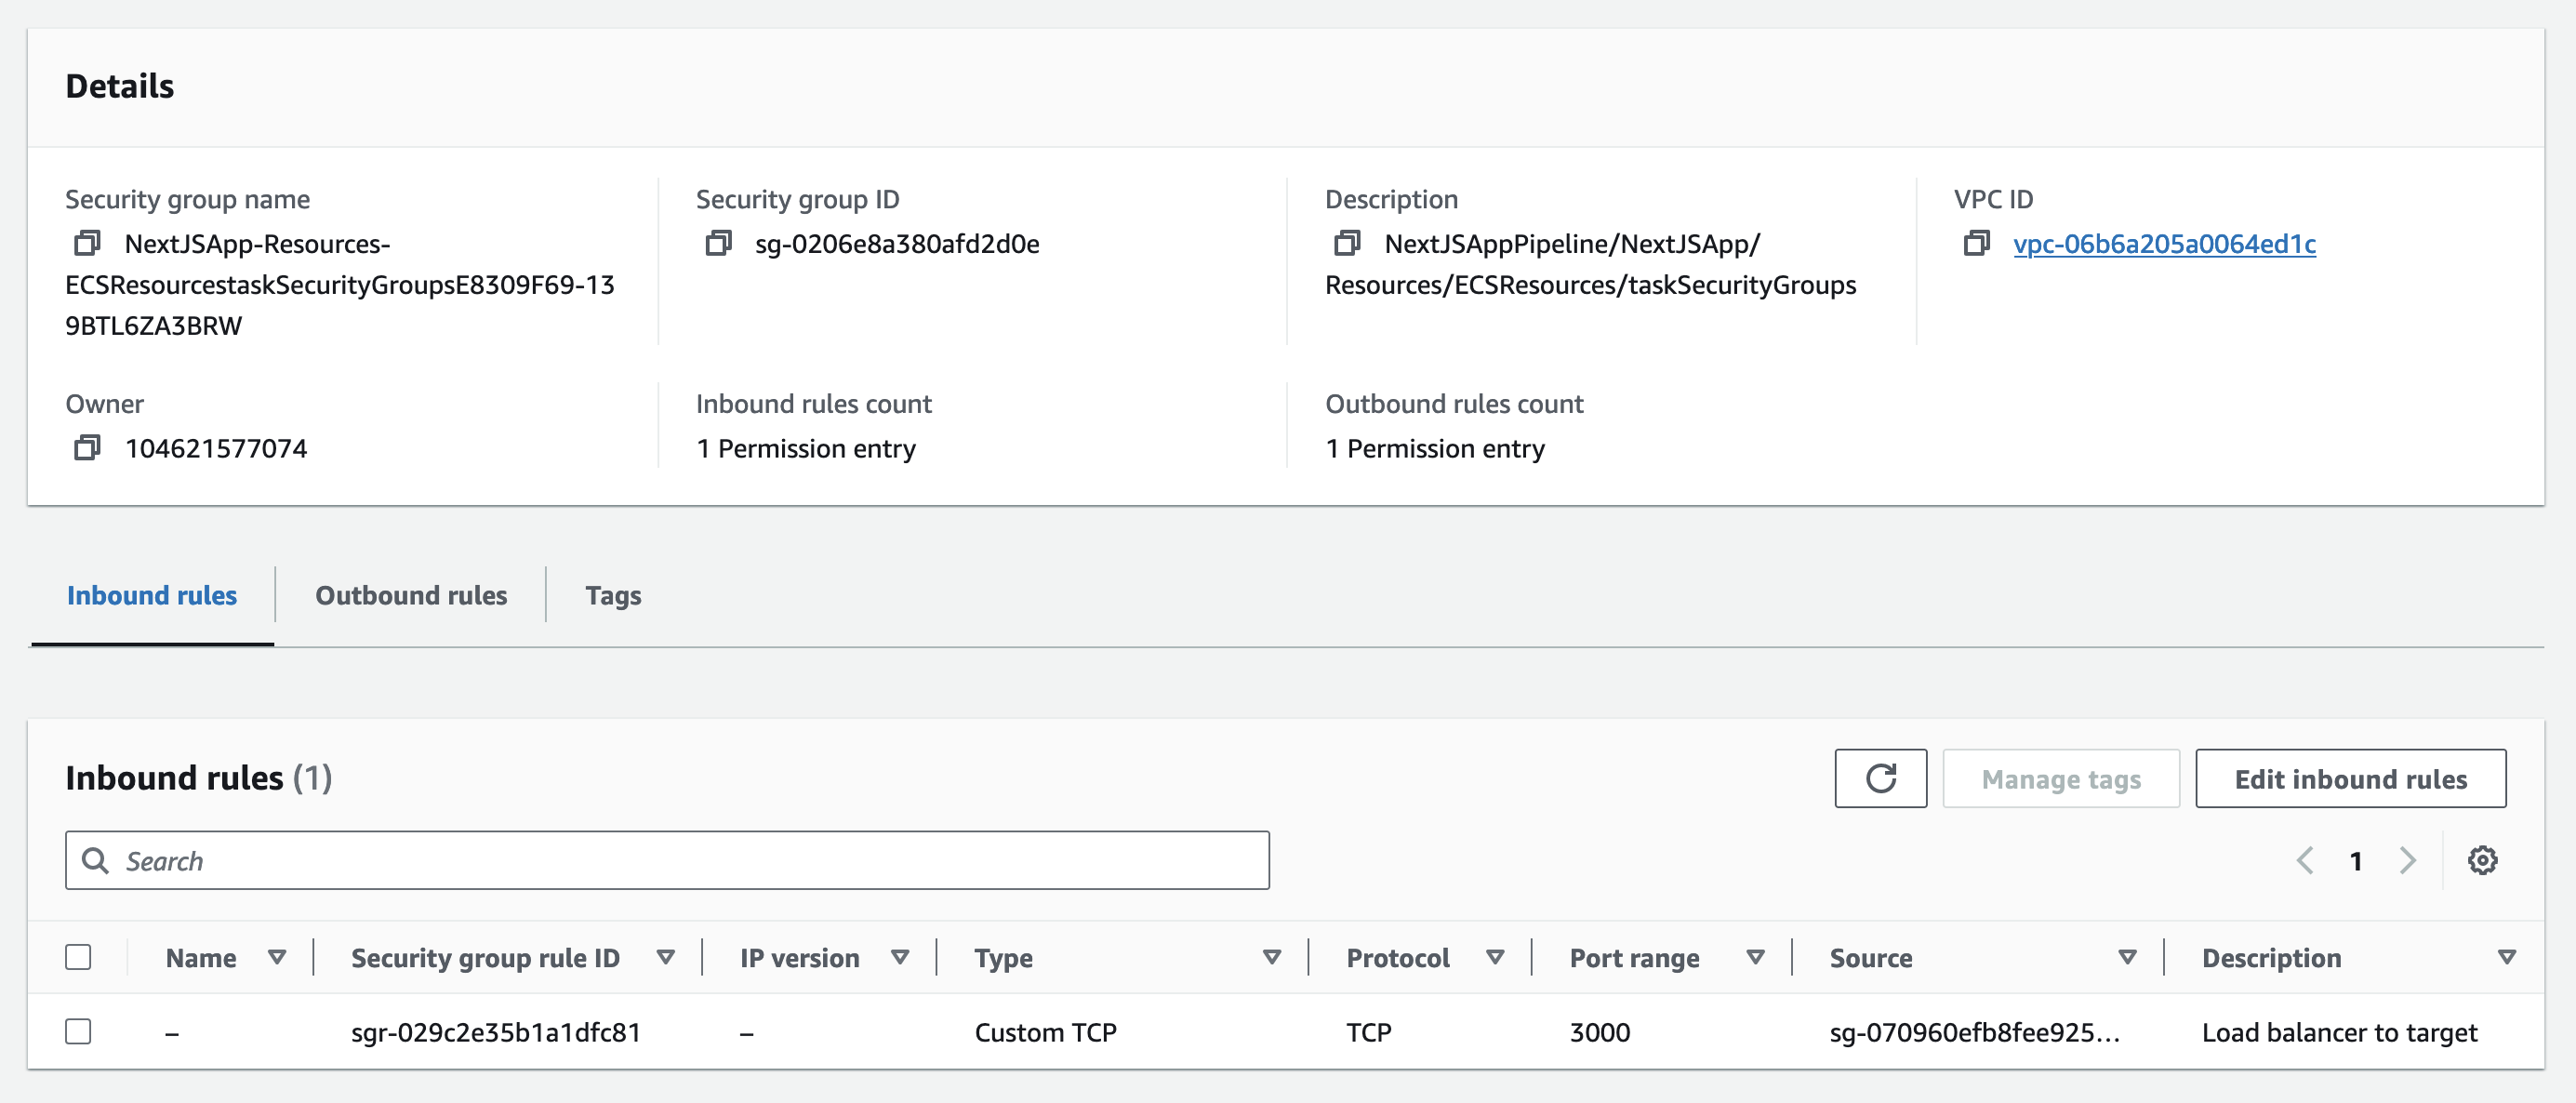 Details
Security group name
NextJSApp-Resources-
ECSResourcestaskSecurityGroupsE8309F69-13
9BTL6ZA3BRW
Security group ID
sg-0206e8a380afd2d0e
Description
NextJSAppPipeline/NextJSApp/
Resources/ECSResources/taskSecurityGroups
VPC ID
vpc-06b6a205a0064ed1c
Owner
104621577074
Inbound rules count
1 Permission entry
Outbound rules count
1 Permission entry
Inbound rules
Outbound rules
Tags
Inbound rules (1)
Manage tags
Edit inbound rules
Search
1
Name Security group rule ID IP version Type Protocol Port range Source Description
– sgr-029c2e35b1a1dfc81 – Custom TCP TCP 3000 sg-070960efb8fee925... Load balancer to target